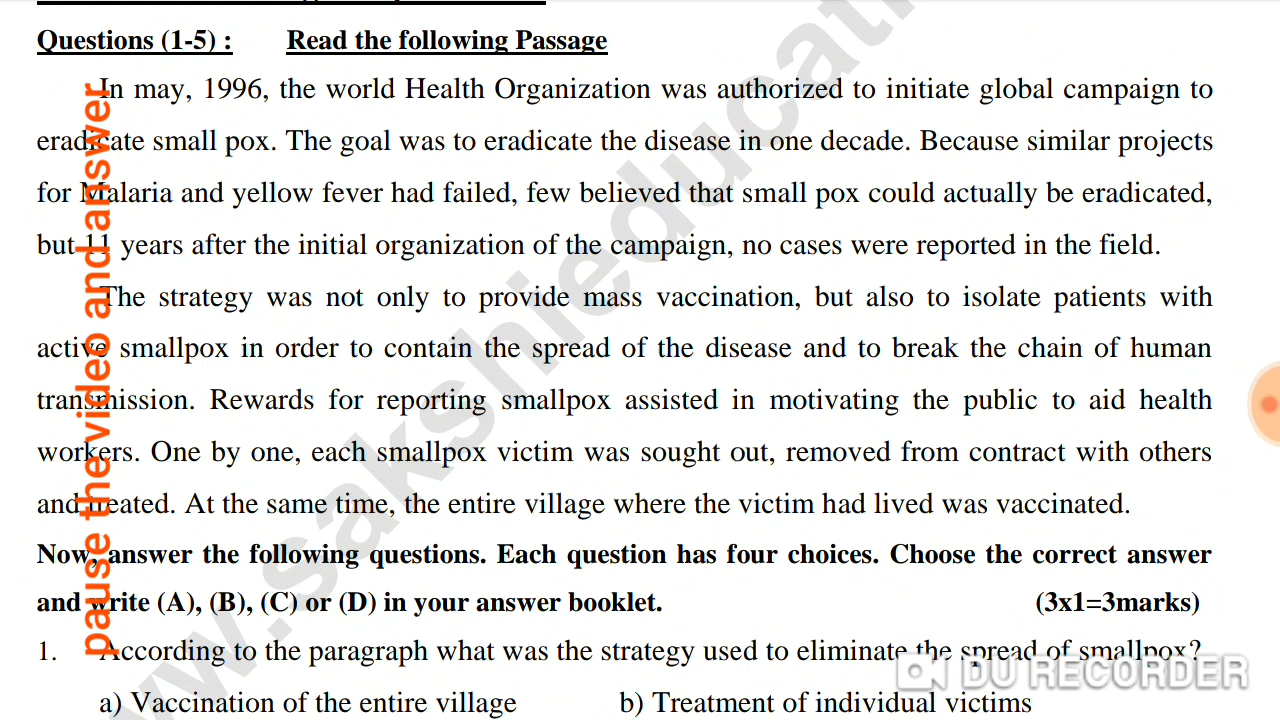 Questions (1-5) : Read the following Passage
In may, 1996, the world Health Organization was authorized to initiate global campaign to
eradicate small pox. The goal was to eradicate the disease in one decade. Because similar projects
for Malaria and yellow fever had failed, few believed that small pox could actually be eradicated,
but 11 years after the initial organization of the campaign, no cases were reported in the field.
The strategy was not only to provide mass vaccination, but also to isolate patients with
active smallpox in order to contain the spread of the disease and to break the chain of human
transmission. Rewards for reporting smallpox assisted in motivating the public to aid health
workers. One by one, each smallpox victim was sought out, removed from contract with others
and treated. At the same time, the entire village where the victim had lived was vaccinated.
Now, answer the following questions. Each question has four choices. Choose the correct answer
and write (A), (B), (C) or (D) in your answer booklet. (3x1=3marks)
1. According to the paragraph what was the strategy used to eliminate the spread of smallpox?
a) Vaccination of the entire village b) Treatment of individual victims
pause the video and answer
www.sakshieducati
DU RECORDER